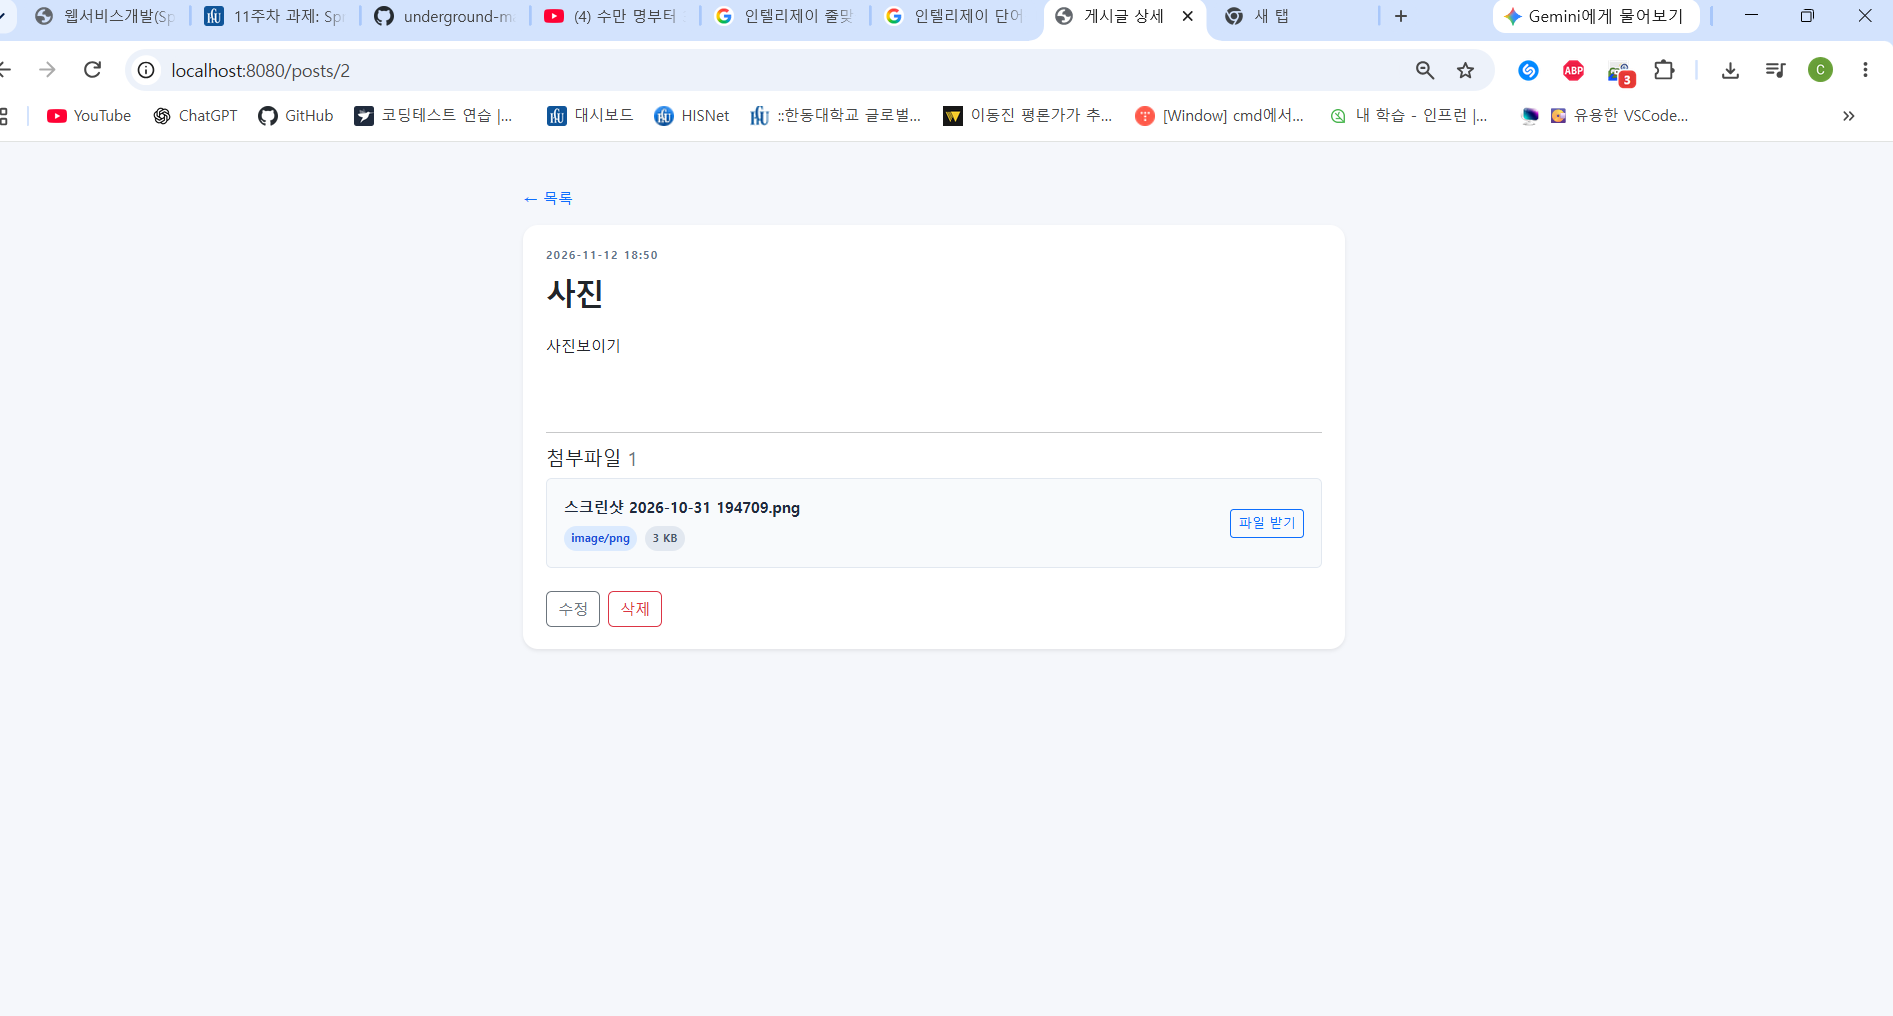 웹서비스개발(Sp
11주차 과제: Spr
underground-m
(4) 수만 명부터
인텔리제이 줄맞
인텔리제이 단어
게시글 상세
새 탭
Gemini에게 물어보기
localhost:8080/posts/2
ABP
3
C
YouTube
ChatGPT
GitHub
코딩테스트 연습 |...
대시보드
HISNet
::한동대학교 글로벌...
이동진 평론가가 추...
[Window] cmd에서...
내 학습 - 인프런 |...
유용한 VSCode...
← 목록
2026-11-12 18:50
사진
사진보이기
첨부파일 1
스크린샷 2026-10-31 194709.png
파일 받기
image/png 3 KB
수정 삭제